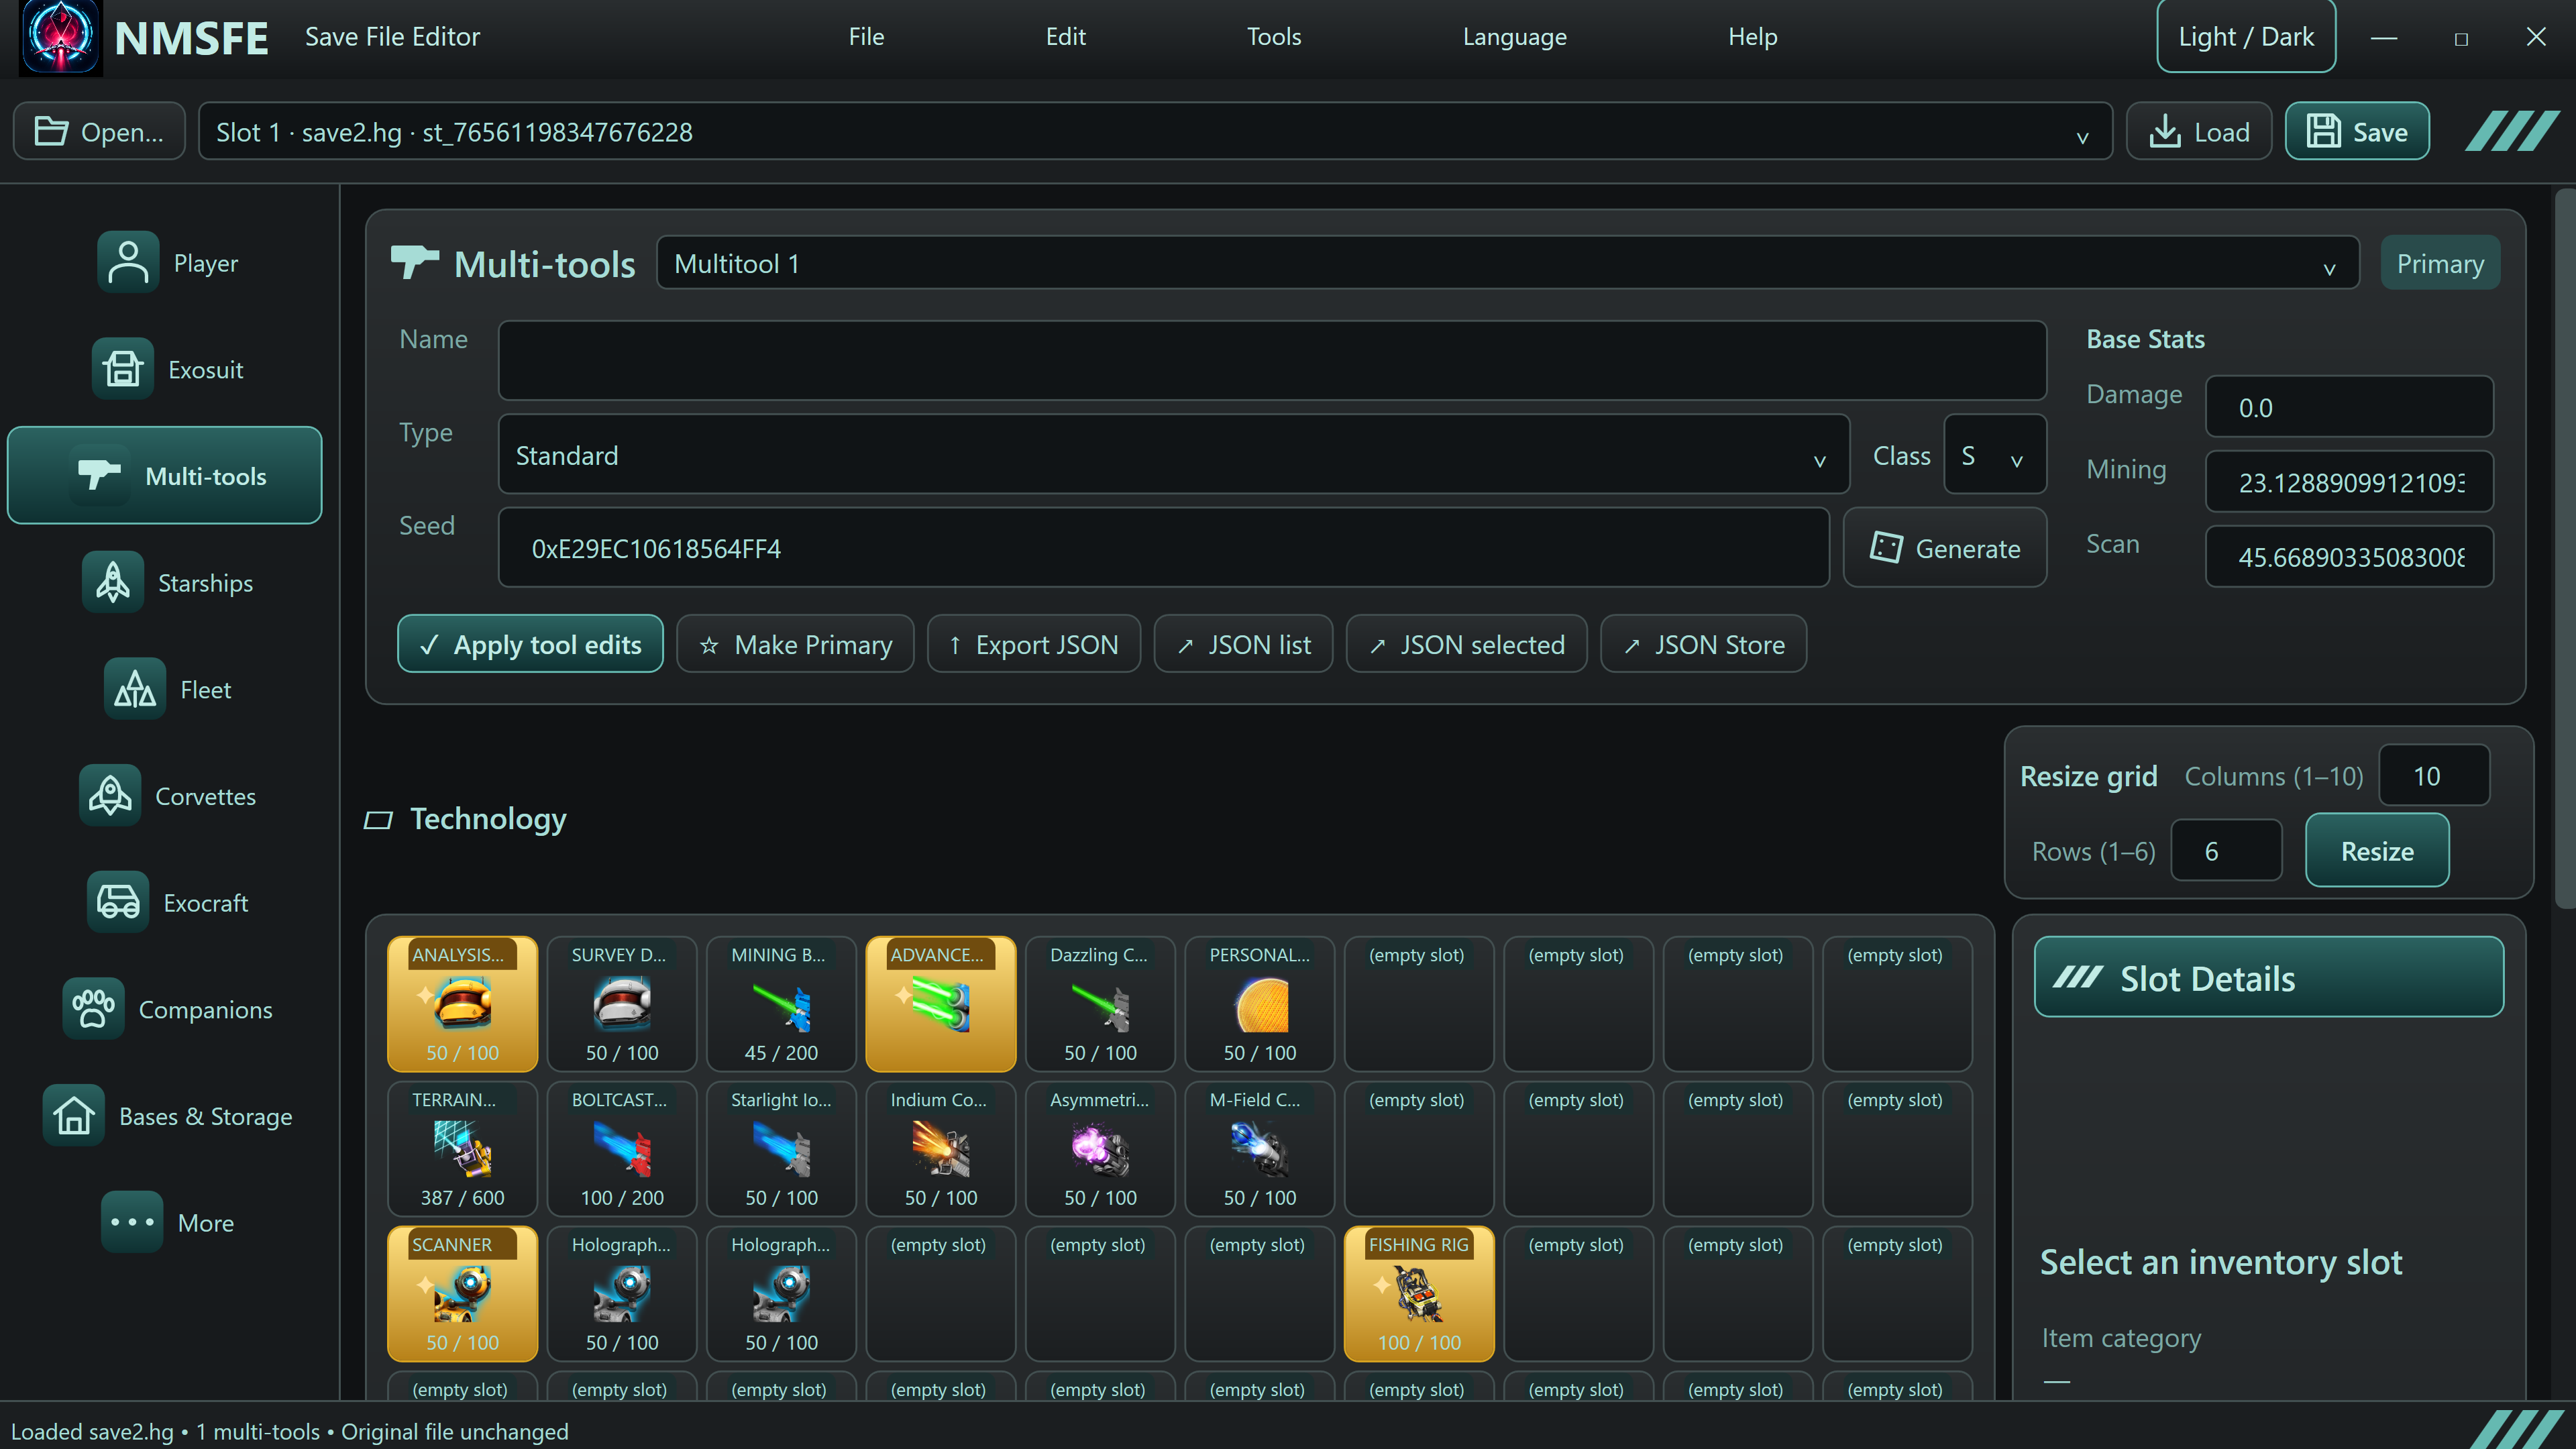 NMSFE Save File Editor File Edit Tools Language Help Light / Dark
Open... Slot 1 · save2.hg · st_76561198347676228 Load Save
Player
Exosuit
Multi-tools
Starships
Fleet
Corvettes
Exocraft
Companions
Bases & Storage
More
Multi-tools Multitool 1 Primary
Name
Type Standard Class S
Seed 0xE29EC10618564FF4 Generate
Base Stats
Damage 0.0
Mining 23.1288909912109
Scan 45.6689033508300
✓ Apply tool edits ☆ Make Primary ↑ Export JSON ↗ JSON list ↗ JSON selected ↗ JSON Store
Technology
Resize grid Columns (1–10) 10
Rows (1–6) 6 Resize
ANALYSIS... SURVEY D... MINING B... ADVANCE... Dazzling C... PERSONAL... (empty slot) (empty slot) (empty slot) (empty slot)
50 / 100 50 / 100 45 / 200 50 / 100 50 / 100
TERRAIN... BOLTCAST... Starlight Io... Indium Co... Asymmetri... M-Field C... (empty slot) (empty slot) (empty slot) (empty slot)
387 / 600 100 / 200 50 / 100 50 / 100 50 / 100 50 / 100
SCANNER Holograph... Holograph... (empty slot) (empty slot) (empty slot) FISHING RIG (empty slot) (empty slot) (empty slot)
50 / 100 50 / 100 50 / 100 100 / 100
(empty slot) (empty slot) (empty slot) (empty slot) (empty slot) (empty slot) (empty slot) (empty slot) (empty slot) (empty slot)
Slot Details
Select an inventory slot
Item category
—
Loaded save2.hg • 1 multi-tools • Original file unchanged